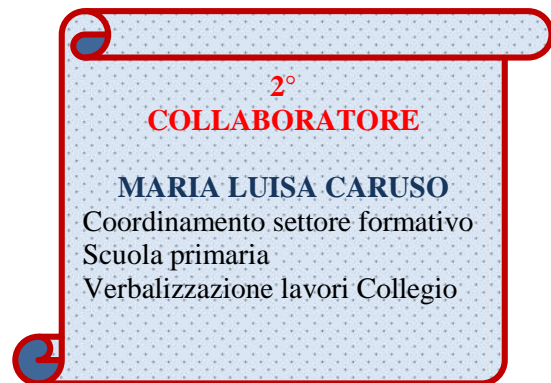 2°
COLLABORATORE
MARIA LUISA CARUSO
Coordinamento settore formativo
Scuola primaria
Verbalizzazione lavori Collegio